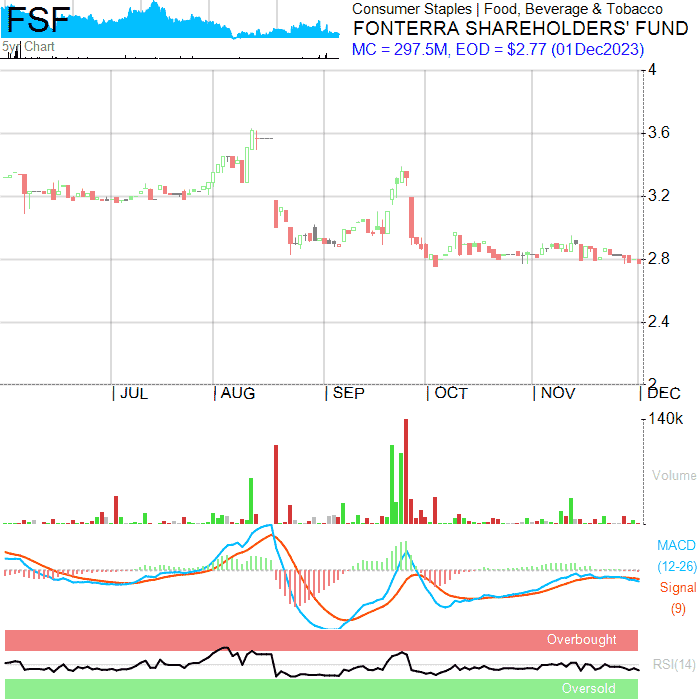 FSF
Consumer Staples | Food, Beverage & Tobacco
FONTERRA SHAREHOLDERS' FUND
5yr Chart
MC = 297.5M, EOD = $2.77 (01Dec2023)
4
3.6
3.2
2.8
2.4
2
| JUL | AUG | SEP | OCT | NOV | DEC
140k
Volume
MACD
(12-26)
Signal
(9)
Overbought
RSI(14)
Oversold